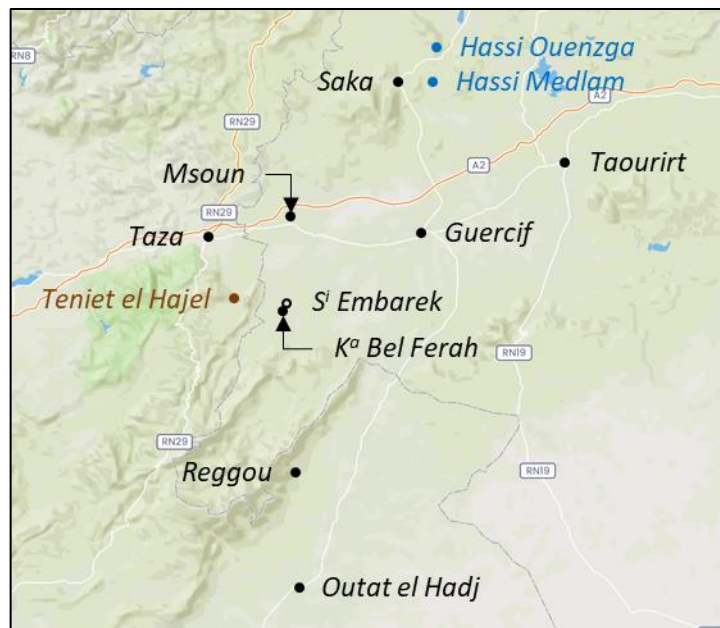 Hassi Ouenzga
RN8
Saka
Hassi Medlam
A2
RN29
Msoun
A2
Taourirt
RN29
Taza
Guercif
Teniet el Hajel
Sⁱ Embarek
Kᵃ Bel Ferah
RN19
RN29
Reggou
RN19
Outat el Hadj